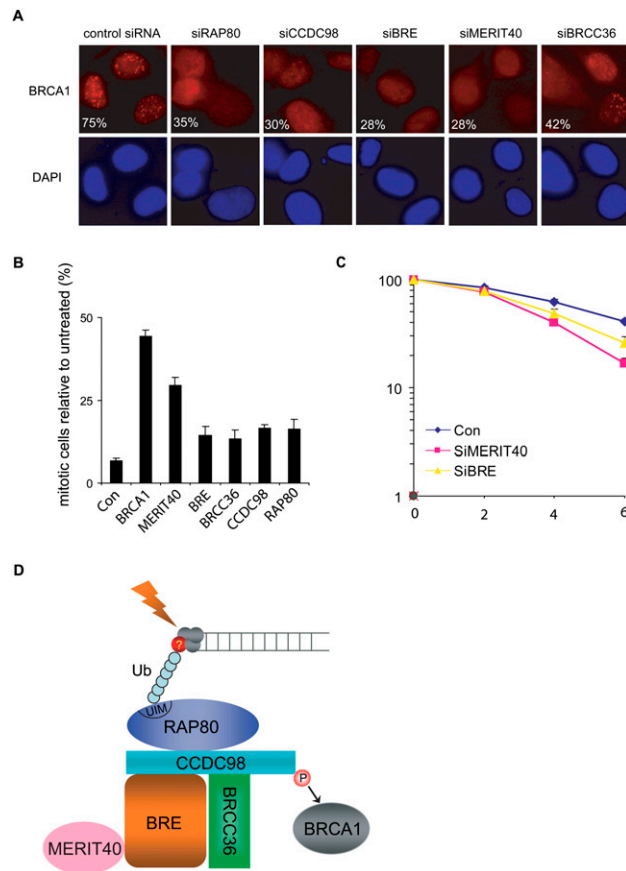 A
control siRNA siRAP80 siCCDC98 siBRE siMERIT40 siBRCC36
BRCA1
75% 35% 30% 28% 28% 42%
DAPI
B
mitotic cells relative to untreated (%)
50
25
0
Con BRCA1 MERIT40 BRE BRCC36 CCDC98 RAP80
C
100
10
1
Con
SiMERIT40
SiBRE
0 2 4 6
D
?
Ub
UIM
RAP80
CCDC98
P
BRE
BRCC36
BRCA1
MERIT40